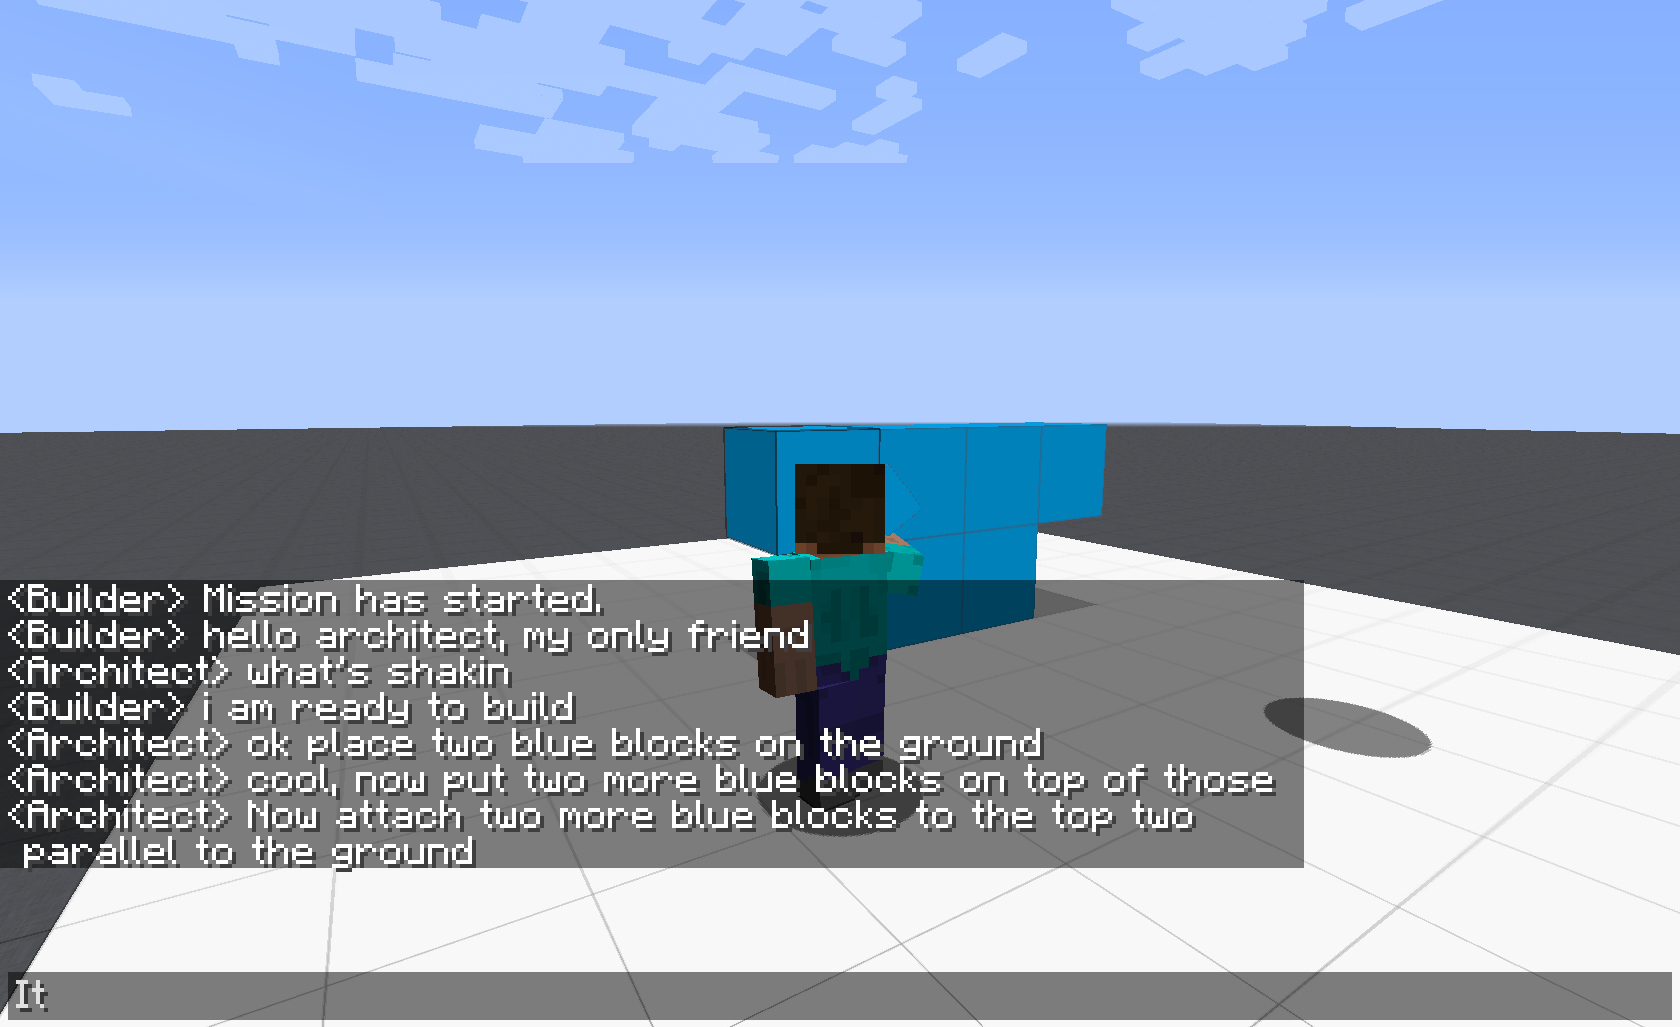 <Builder> Mission has started.
<Builder> hello architect, my only friend
<Architect> what's shakin
<Builder> i am ready to build
<Architect> ok place two blue blocks on the ground
<Architect> cool, now put two more blue blocks on top of those
<Architect> Now attach two more blue blocks to the top two
parallel to the ground
It